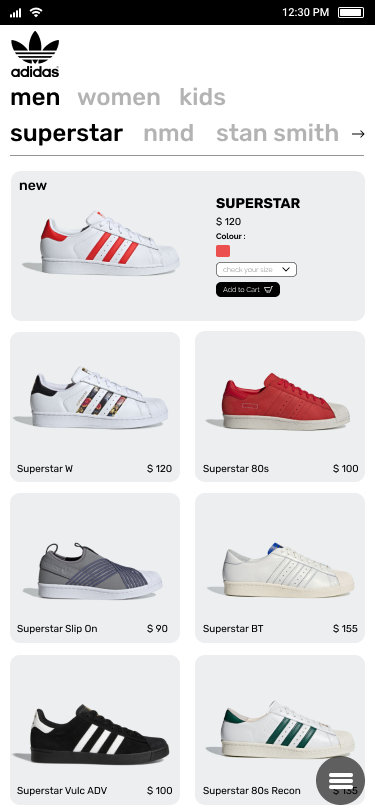 12:30 PM
adidas
men women kids
superstar nmd stan smith
new
SUPERSTAR
$ 120
Colour :
check your size
Add to Cart
Superstar W $ 120
Superstar 80s $ 100
Superstar Slip On $ 90
Superstar BT $ 155
Superstar Vulc ADV $ 100
Superstar 80s Recon $ 135